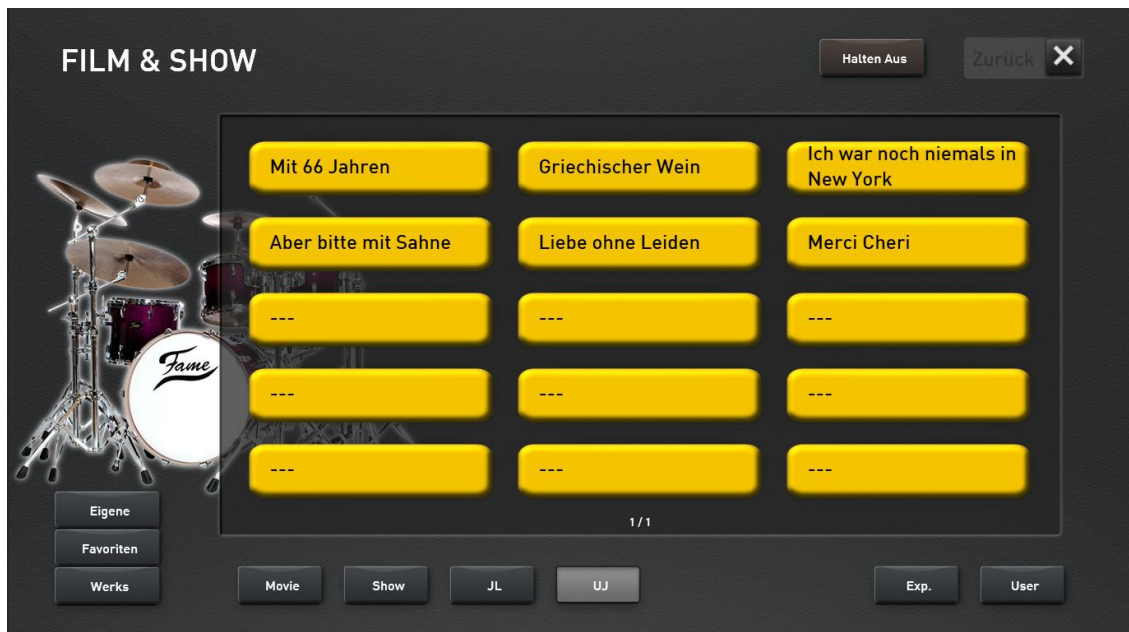 FILM & SHOW
Halten Aus
Zurück
Mit 66 Jahren
Griechischer Wein
Ich war noch niemals in
New York
Aber bitte mit Sahne
Liebe ohne Leiden
Merci Cheri
---
---
---
---
---
---
---
---
---
Fame
1/1
Eigene
Favoriten
Werks
Movie
Show
JL
UJ
Exp.
User